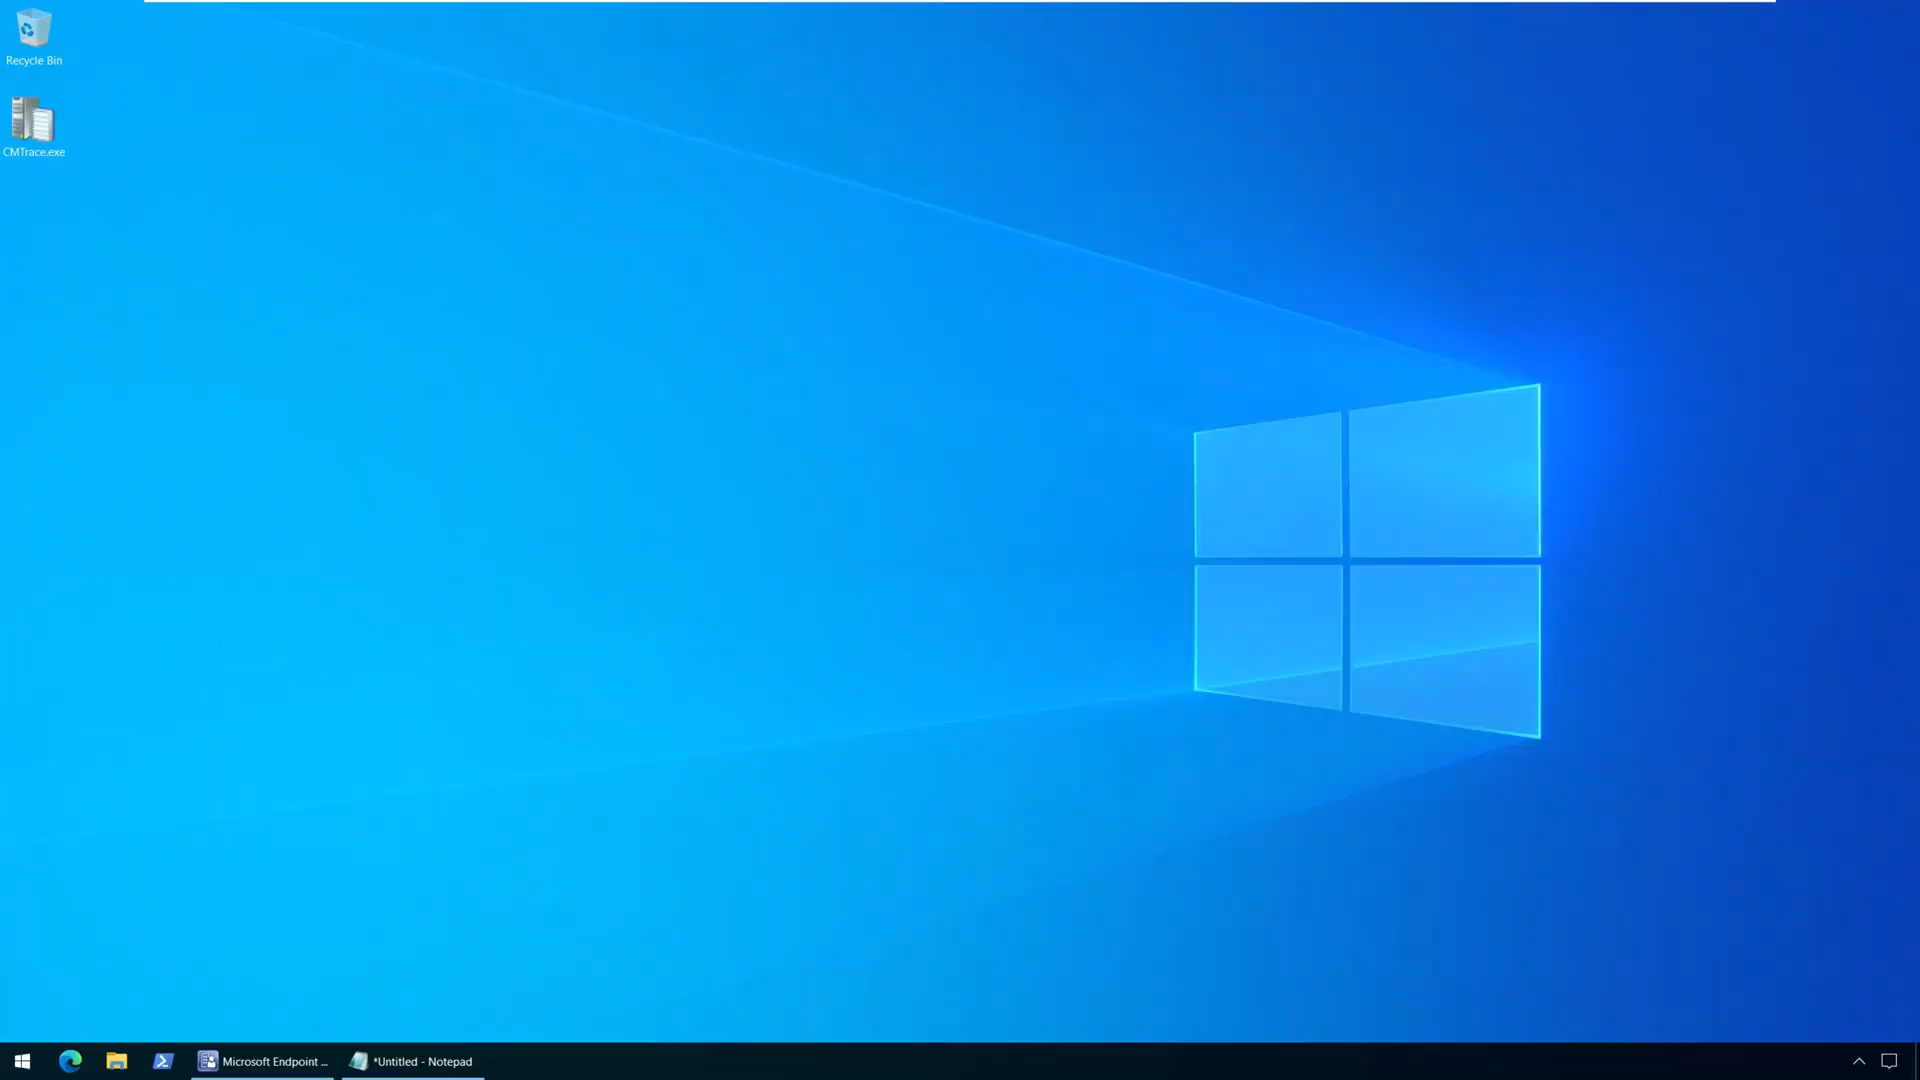 Recycle Bin
CMTrace.exe
Microsoft Endpoint ...
*Untitled - Notepad